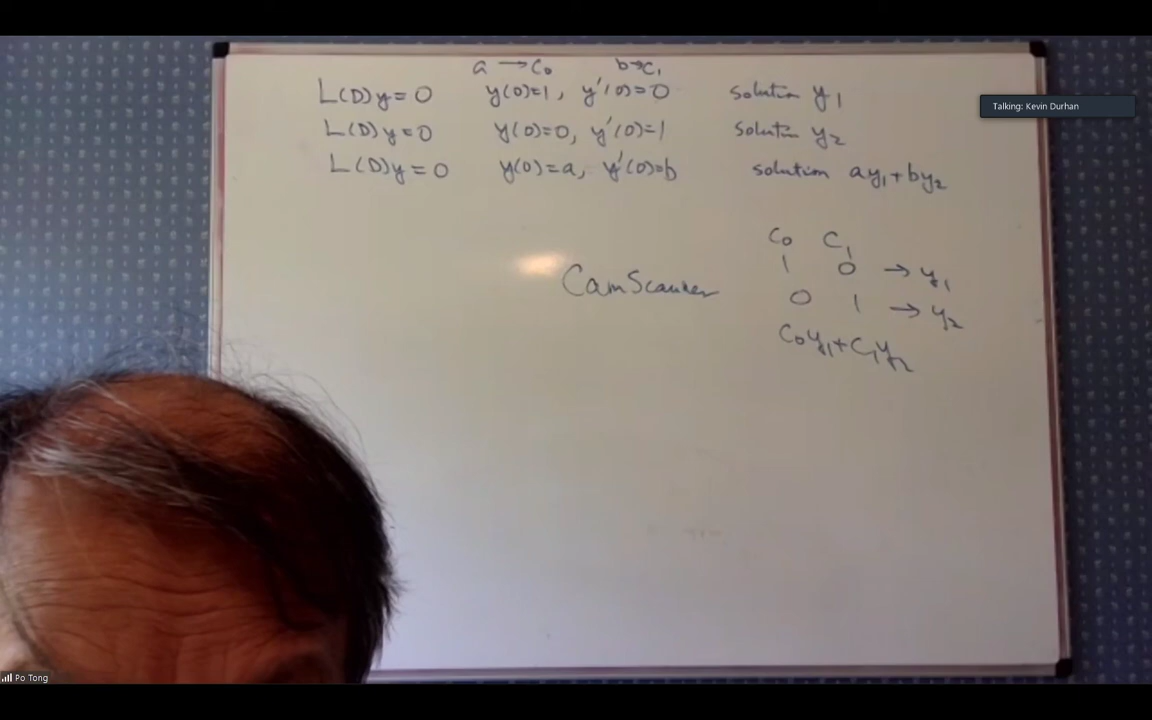 a → C₀ b → C₁
L(D)y = 0 y(0)=1, y'(0)=0 solution y₁
L(D)y=0 y(0)=0, y'(0)=1 solution y₂
L(D)y = 0 y(0)=a, y'(0)=b solution ay₁+by₂
Talking: Kevin Durhan
C₀ C₁
1 0 → y₁
CamScanner
0 1 → y₂
C₀y₁+C₁y₂
Po Tong